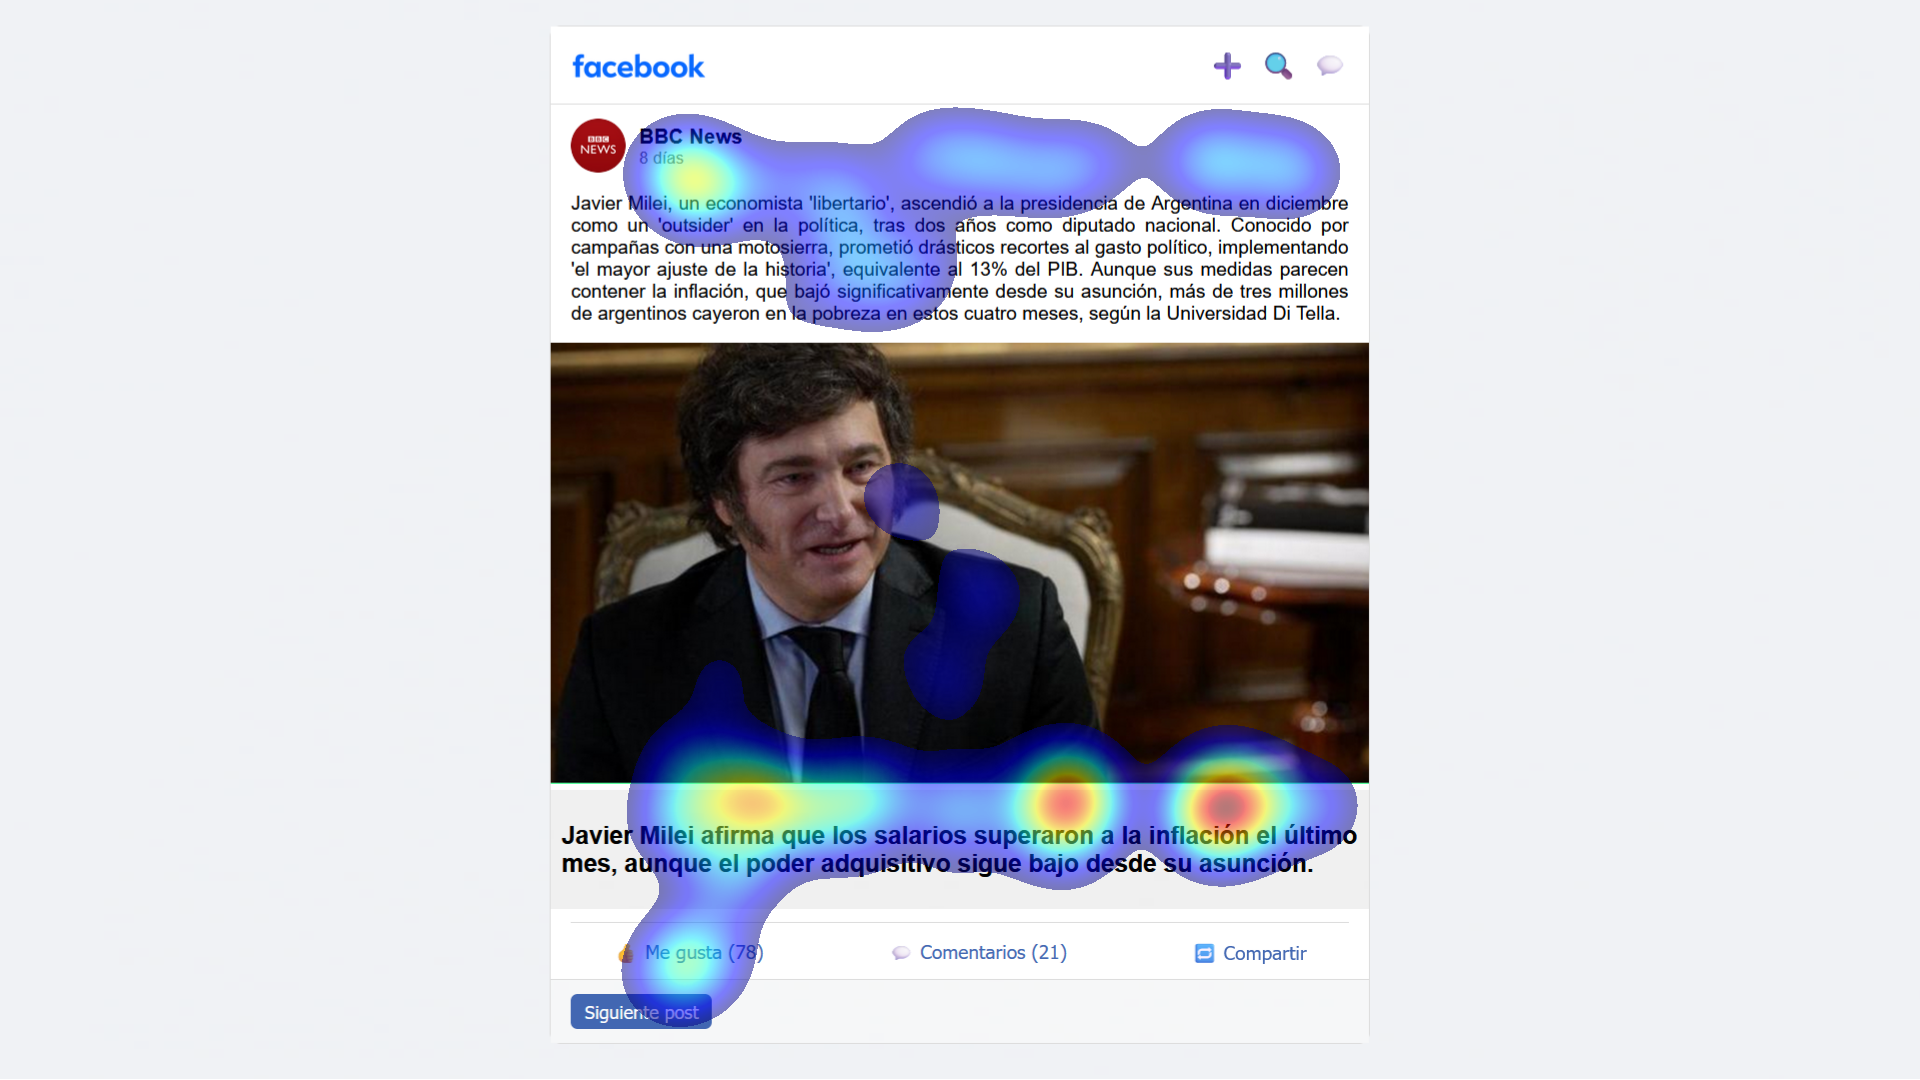 facebook
BBC
NEWS
BBC News
8 días
Javier Milei, un economista 'libertario', ascendió a la presidencia de Argentina en diciembre
como un 'outsider' en la política, tras dos años como diputado nacional. Conocido por
campañas con una motosierra, prometió drásticos recortes al gasto político, implementando
'el mayor ajuste de la historia', equivalente al 13% del PIB. Aunque sus medidas parecen
contener la inflación, que bajó significativamente desde su asunción, más de tres millones
de argentinos cayeron en la pobreza en estos cuatro meses, según la Universidad Di Tella.
Javier Milei afirma que los salarios superaron a la inflación el último
mes, aunque el poder adquisitivo sigue bajo desde su asunción.
Me gusta (78)
Comentarios (21)
Compartir
Siguiente post